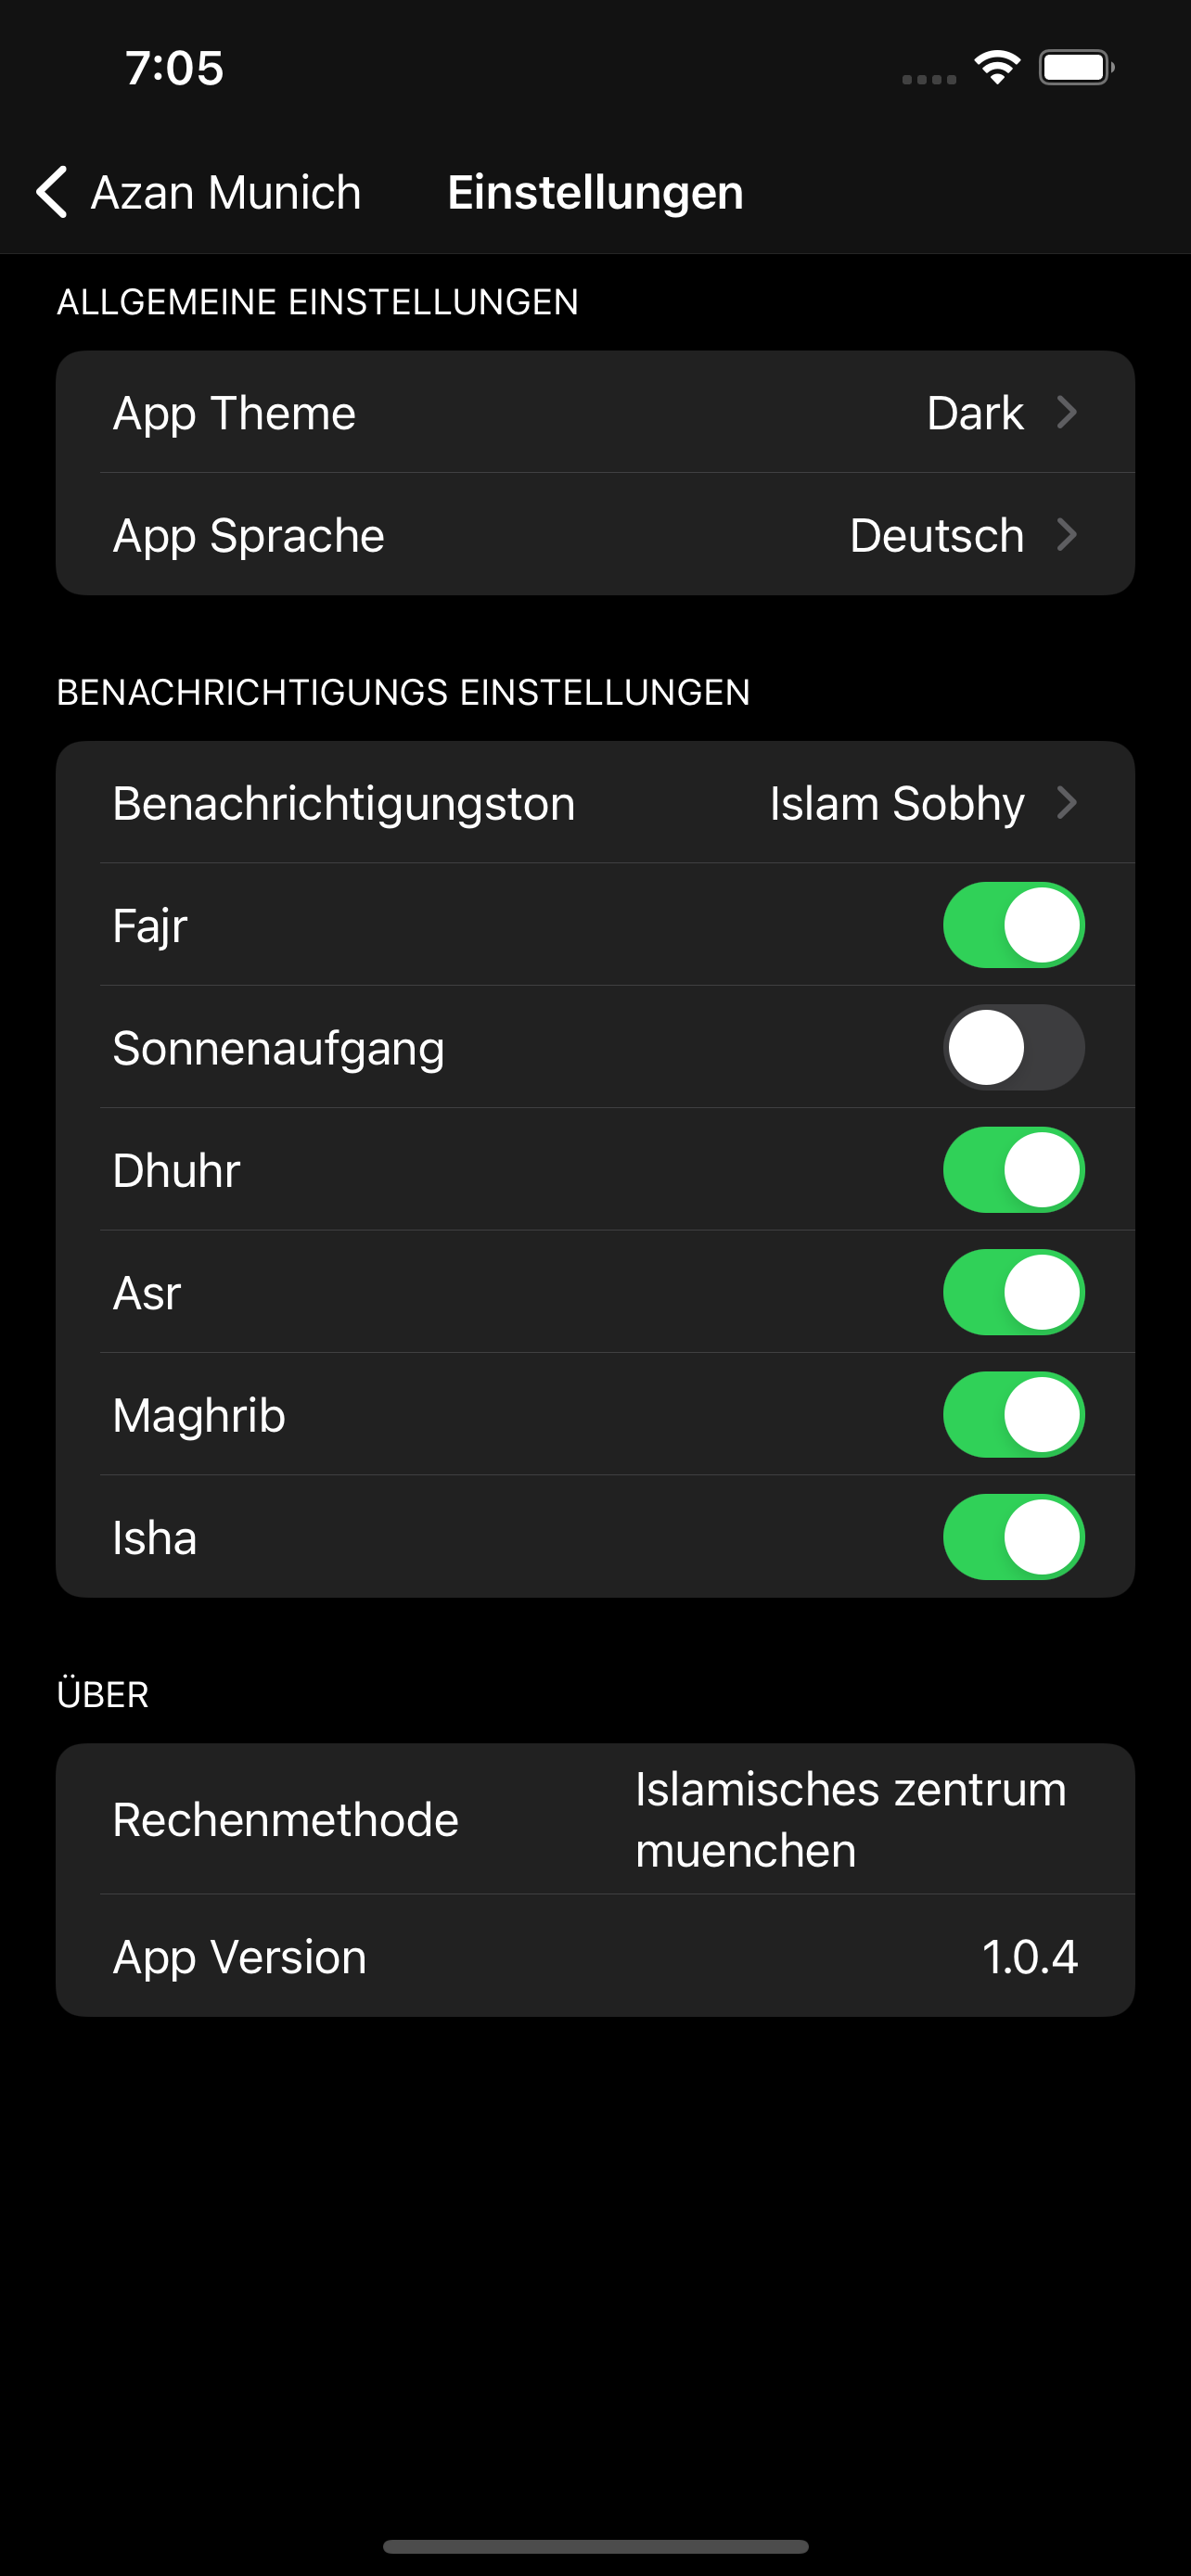 7:05
Azan Munich
Einstellungen
ALLGEMEINE EINSTELLUNGEN
App Theme
Dark
App Sprache
Deutsch
BENACHRICHTIGUNGS EINSTELLUNGEN
Benachrichtigungston
Islam Sobhy
Fajr
Sonnenaufgang
Dhuhr
Asr
Maghrib
Isha
ÜBER
Rechenmethode
Islamisches zentrum
muenchen
App Version
1.0.4